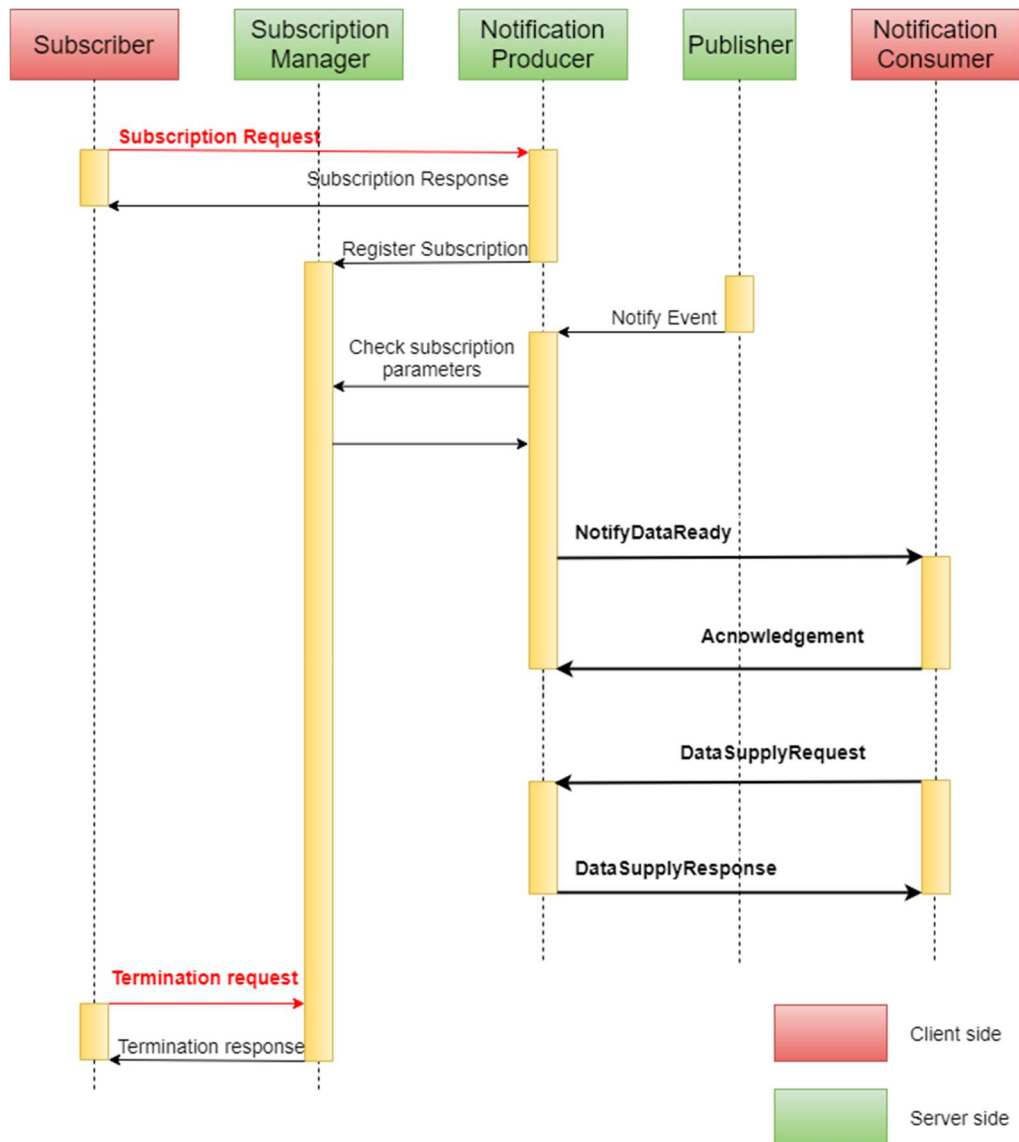 Subscriber
Subscription
Manager
Notification
Producer
Publisher
Notification
Consumer
Subscription Request
Subscription Response
Register Subscription
Notify Event
Check subscription
parameters
NotifyDataReady
Acnowledgement
DataSupplyRequest
DataSupplyResponse
Termination request
Termination response
Client side
Server side